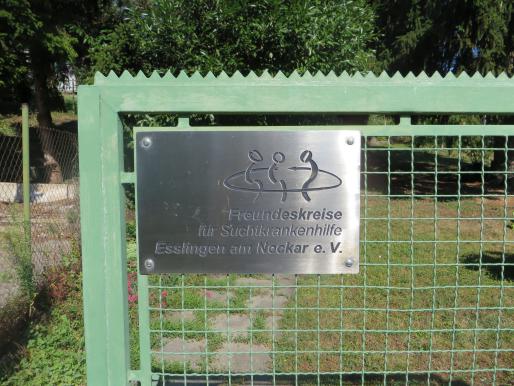 Freundeskreise
für Suchtkrankenhilfe
Esslingen am Neckar e. V.